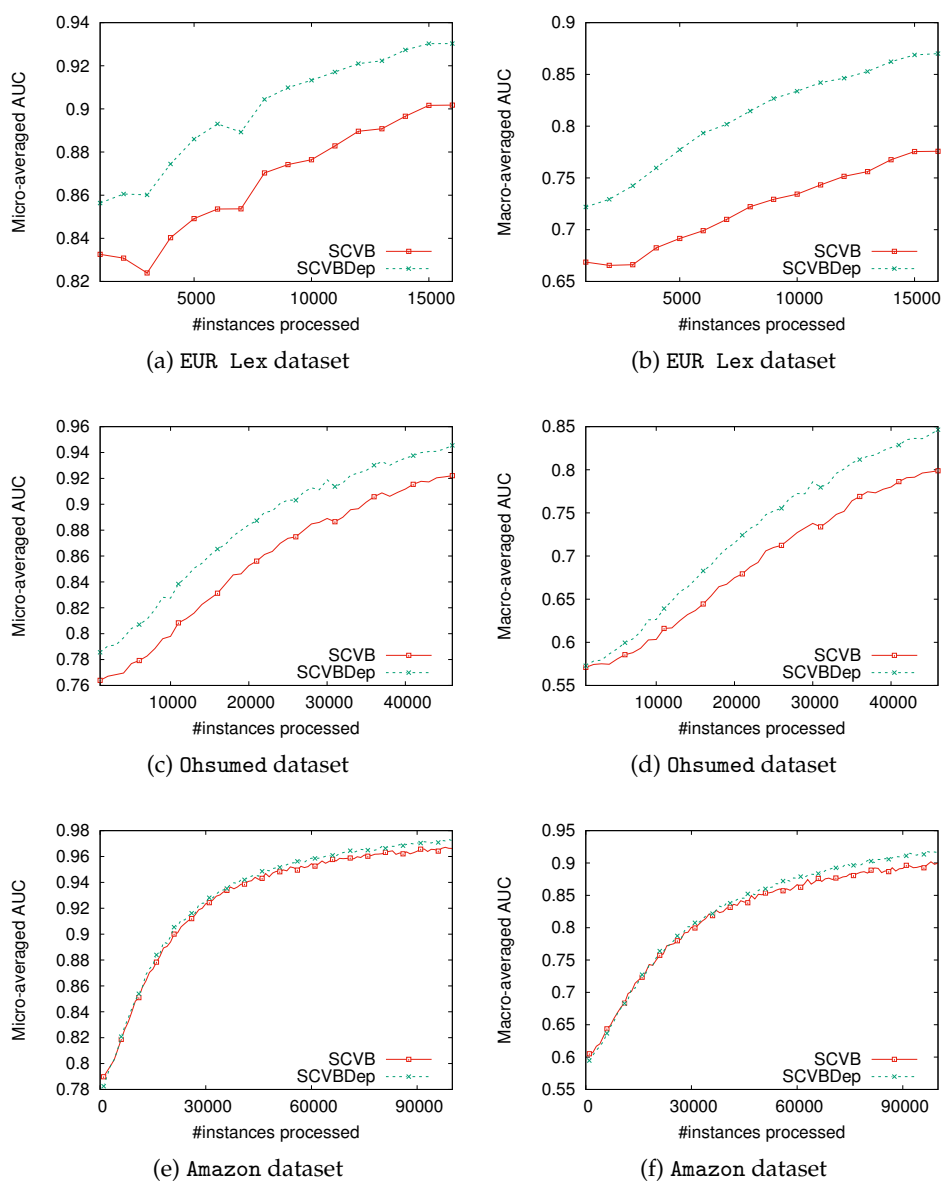 0.94
0.92
0.9
0.88
0.86
0.84
0.82
Micro-averaged AUC
5000 10000 15000
#instances processed
SCVB
SCVBDep
(a) EUR Lex dataset
0.9
0.85
0.8
0.75
0.7
0.65
Macro-averaged AUC
5000 10000 15000
#instances processed
SCVB
SCVBDep
(b) EUR Lex dataset
0.96
0.94
0.92
0.9
0.88
0.86
0.84
0.82
0.8
0.78
0.76
Micro-averaged AUC
10000 20000 30000 40000
#instances processed
SCVB
SCVBDep
(c) Ohsumed dataset
0.85
0.8
0.75
0.7
0.65
0.6
0.55
Macro-averaged AUC
10000 20000 30000 40000
#instances processed
SCVB
SCVBDep
(d) Ohsumed dataset
0.98
0.96
0.94
0.92
0.9
0.88
0.86
0.84
0.82
0.8
0.78
Micro-averaged AUC
0 30000 60000 90000
#instances processed
SCVB
SCVBDep
(e) Amazon dataset
0.95
0.9
0.85
0.8
0.75
0.7
0.65
0.6
0.55
Macro-averaged AUC
0 30000 60000 90000
#instances processed
SCVB
SCVBDep
(f) Amazon dataset